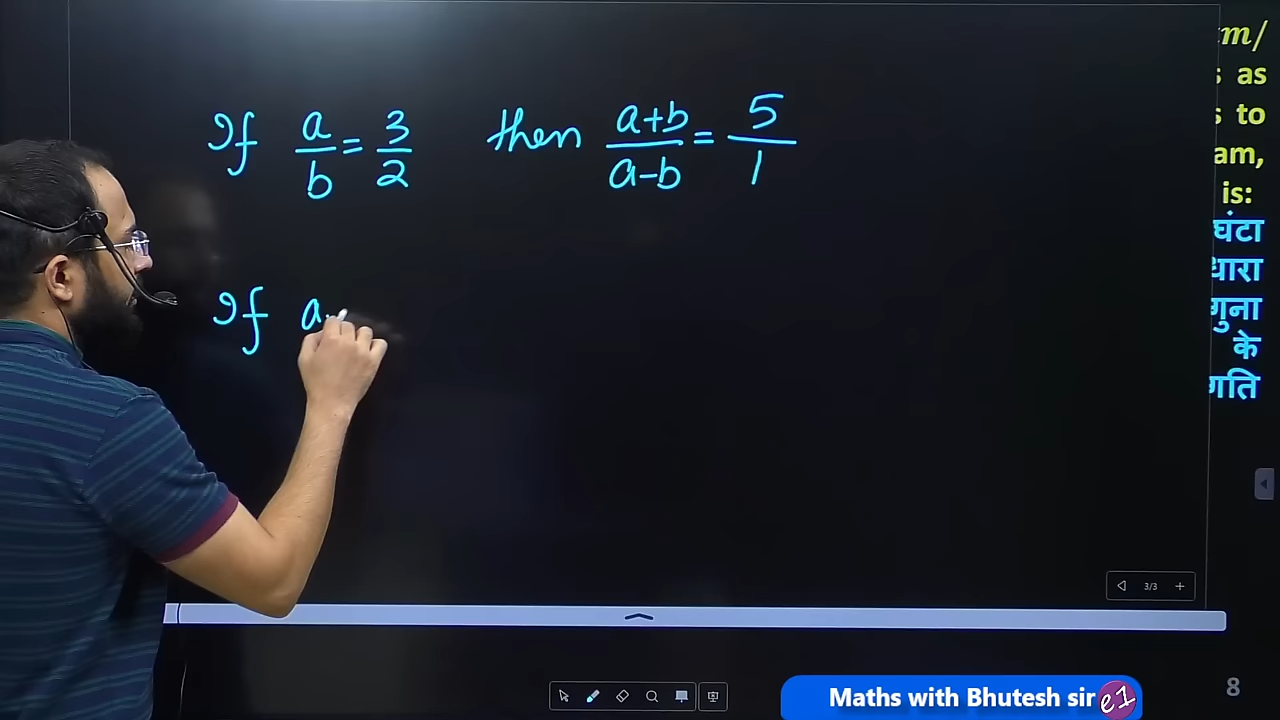 If a/b = 3/2 then a+b/a-b = 5/1
If a
m/
as
to
am,
is:
घंटा
धारा
गुना
के
गति
3/3
8
Maths with Bhutesh sir e1